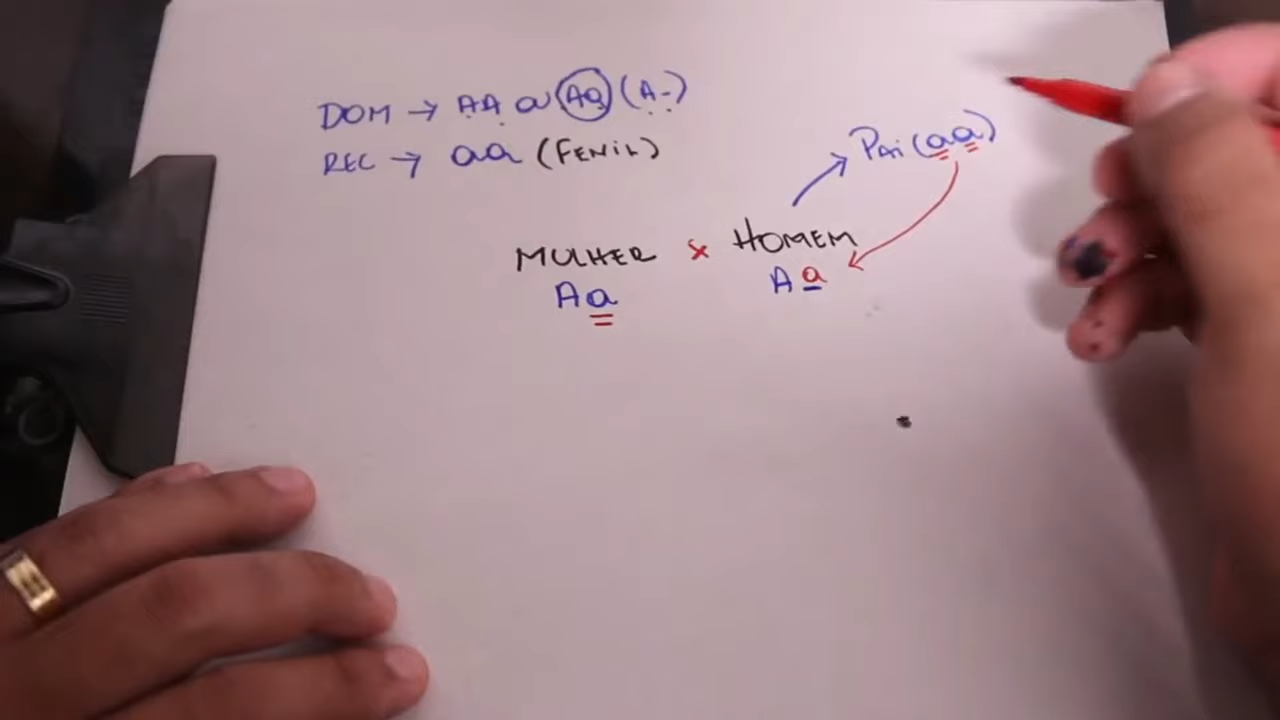 DOM → AA ou Aa (A-)
REC → aa (FENIL)
Pai (aa)
MULHER x HOMEM
Aa Aa